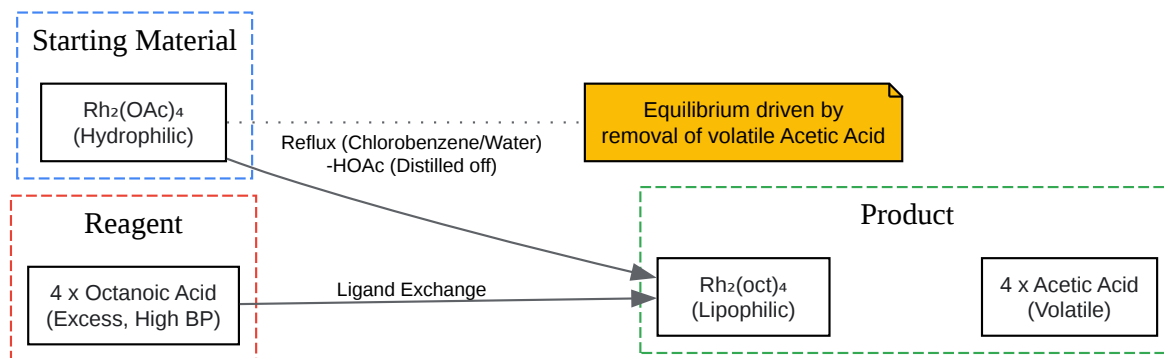 Starting Material
Rh₂(OAc)₄
(Hydrophilic)
Equilibrium driven by
removal of volatile Acetic Acid
Reflux (Chlorobenzene/Water)
-HOAc (Distilled off)
Reagent
4 x Octanoic Acid
(Excess, High BP)
Ligand Exchange
Product
Rh₂(oct)₄
(Lipophilic)
4 x Acetic Acid
(Volatile)